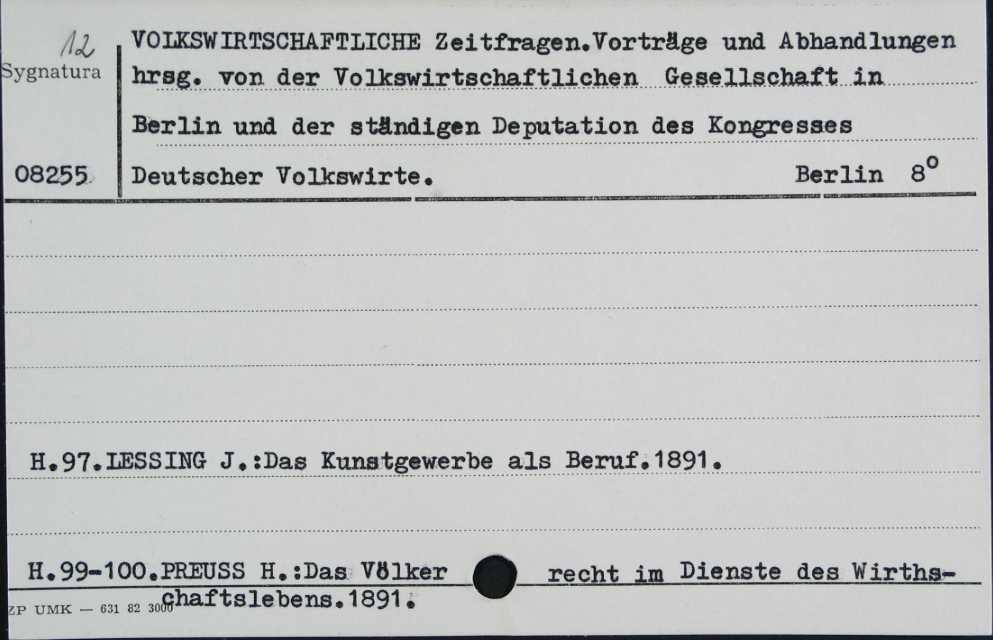 12
VOLKSWIRTSCHAFTLICHE Zeitfragen.Vorträge und Abhandlungen
Sygnatura
hrsg. von der Volkswirtschaftlichen Gesellschaft in
Berlin und der ständigen Deputation des Kongresses
08255 Deutscher Volkswirte. Berlin 8°
H.97.LESSING J.:Das Kunstgewerbe als Beruf.1891.
H.99-100.PREUSS H.:Das Völker recht im Dienste des Wirths-
chaftslebens.1891.
ZP UMK — 631 82 3000